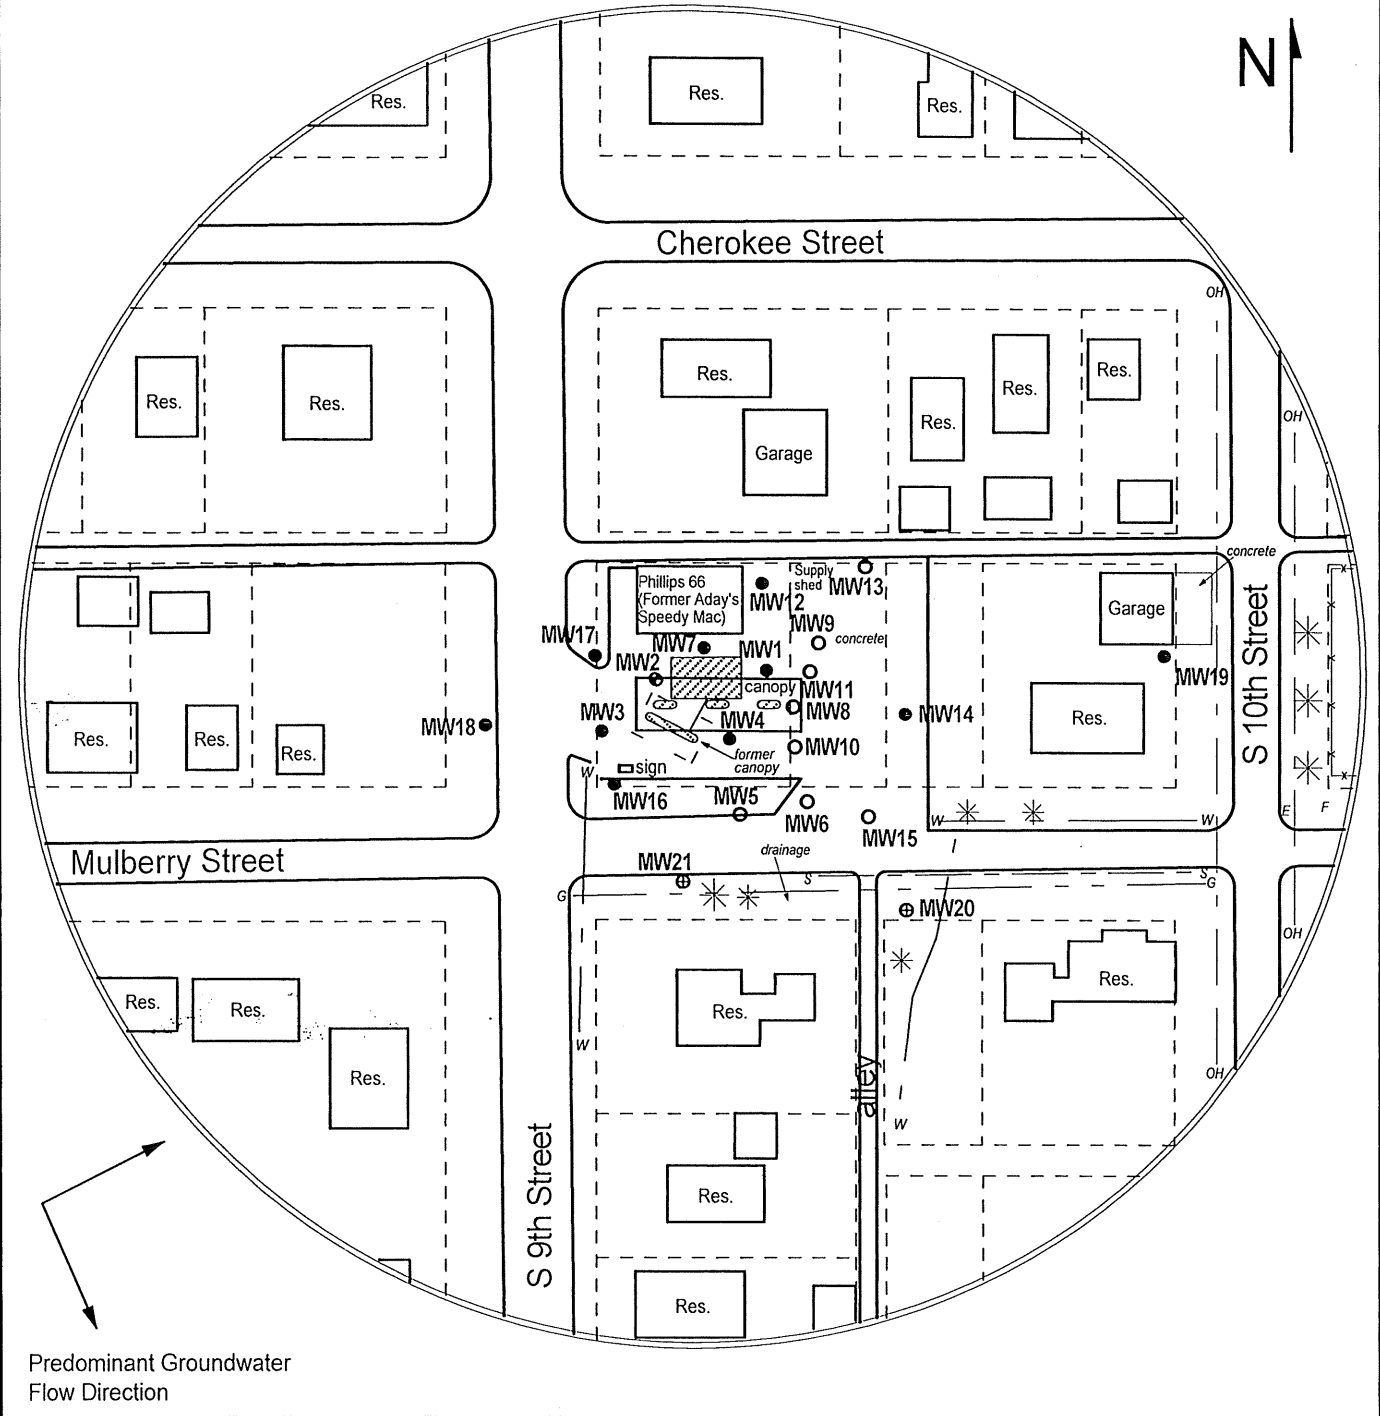 N
Res.
Res.
Res.
Cherokee Street
OH
Res.
Res.
Res.
Res.
Res.
Res.
OH
Garage
concrete
Phillips 66
(Former Aday's
Speedy Mac)
Supply
shed
MW13
MW12
Garage
MW9
concrete
MW17
MW7
MW1
MW2
MW19
canopy
MW11
MW8
MW3
MW4
MW14
MW18
Res.
Res.
Res.
Res.
MW10
former
canopy
sign
W
S 10th Street
MW16
MW5
MW6
MW15
W
W
E
F
x
x
x
x
x
x
Mulberry Street
drainage
MW21
S
G
S
G
MW20
OH
Res.
Res.
Res.
Res.
W
Res.
alley
OH
W
S 9th Street
Res.
Res.
Predominant Groundwater
Flow Direction